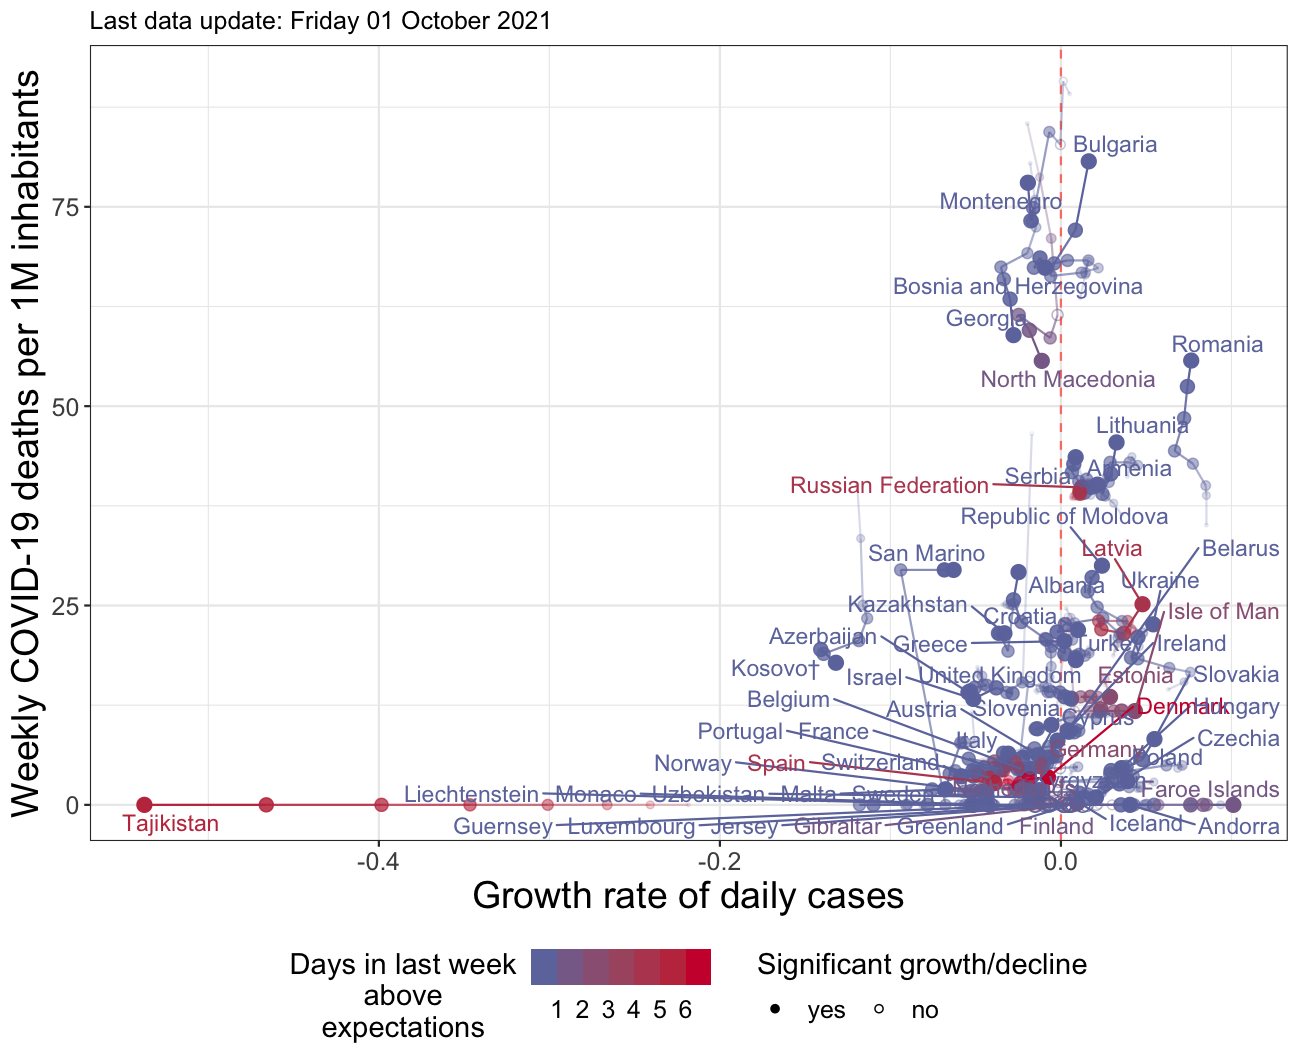 Last data update: Friday 01 October 2021
Weekly COVID-19 deaths per 1M inhabitants
75
50
25
0
Bulgaria
Montenegro
Bosnia and Herzegovina
Georgia
Romania
North Macedonia
Lithuania
Armenia
Serbia
Russian Federation
Republic of Moldova
Latvia
Belarus
San Marino
Albania
Ukraine
Kazakhstan
Croatia
Isle of Man
Azerbaijan
Greece
Turkey
Ireland
Kosovo†
Israel
United Kingdom
Estonia
Slovakia
Belgium
Austria
Slovenia
Cyprus
Denmark
Hungary
Portugal
France
Italy
Czechia
Norway
Spain
Switzerland
Germany
Poland
Liechtenstein
Monaco
Uzbekistan
Malta
Sweden
Kyrgyzstan
Faroe Islands
Tajikistan
Guernsey
Luxembourg
Jersey
Gibraltar
Greenland
Finland
Iceland
Andorra
-0.4
-0.2
0.0
Growth rate of daily cases
Days in last week
above
expectations
1 2 3 4 5 6
Significant growth/decline
yes
no